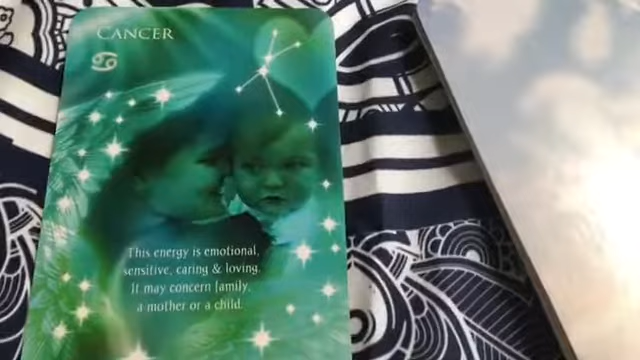 CANCER
♋
This energy is emotional,
sensitive, caring & loving.
It may concern family,
a mother or a child.